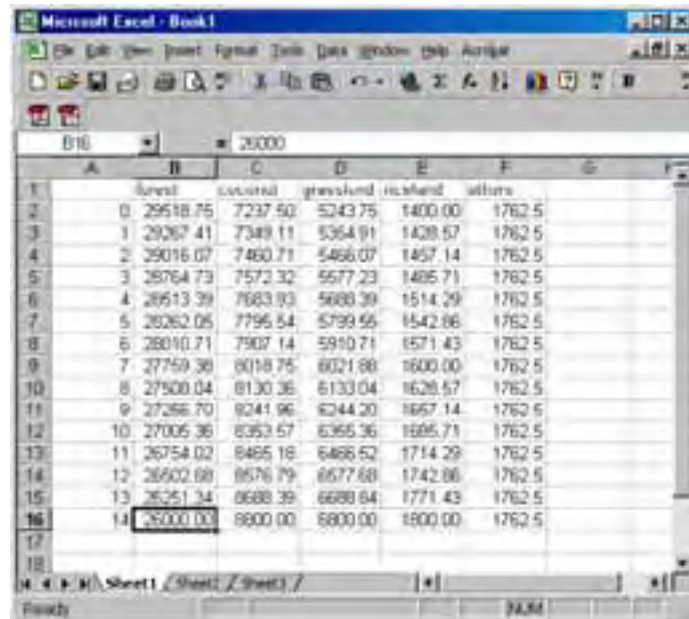 Microsoft Excel - Book1
File Edit View Insert Format Tools Data Window Help Acrobat
B16 = 26000
A B C D E F G
1 forest coconut grassland riceland others
2 0 29518.75 7237.50 5243.75 1400.00 1762.5
3 1 29267.41 7349.11 5354.91 1428.57 1762.5
4 2 29016.07 7460.71 5466.07 1457.14 1762.5
5 3 28764.73 7572.32 5577.23 1485.71 1762.5
6 4 28513.39 7683.93 5688.39 1514.29 1762.5
7 5 28262.05 7795.54 5799.55 1542.86 1762.5
8 6 28010.71 7907.14 5910.71 1571.43 1762.5
9 7 27759.38 8018.75 6021.88 1600.00 1762.5
10 8 27508.04 8130.36 6133.04 1628.57 1762.5
11 9 27256.70 8241.96 6244.20 1657.14 1762.5
12 10 27005.36 8353.57 6355.36 1685.71 1762.5
13 11 26754.02 8465.18 6466.52 1714.29 1762.5
14 12 26502.68 8576.79 6577.68 1742.86 1762.5
15 13 26251.34 8688.39 6688.84 1771.43 1762.5
16 14 26000.00 8800.00 6800.00 1800.00 1762.5
17
18
Sheet1 Sheet2 Sheet3
Ready NUM